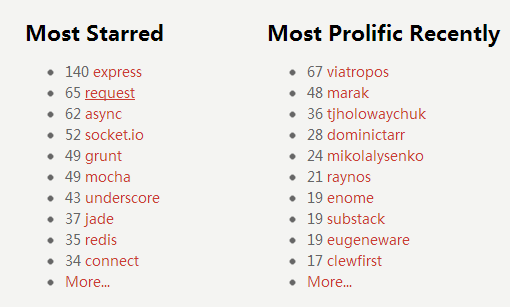 Most Starred
140 express
65 request
62 async
52 socket.io
49 grunt
49 mocha
43 underscore
37 jade
35 redis
34 connect
More...
Most Prolific Recently
67 viatropos
48 marak
36 tjholowaychuk
28 dominictarr
24 mikolalysenko
21 raynos
19 enome
19 substack
19 eugeneware
17 clewfirst
More...